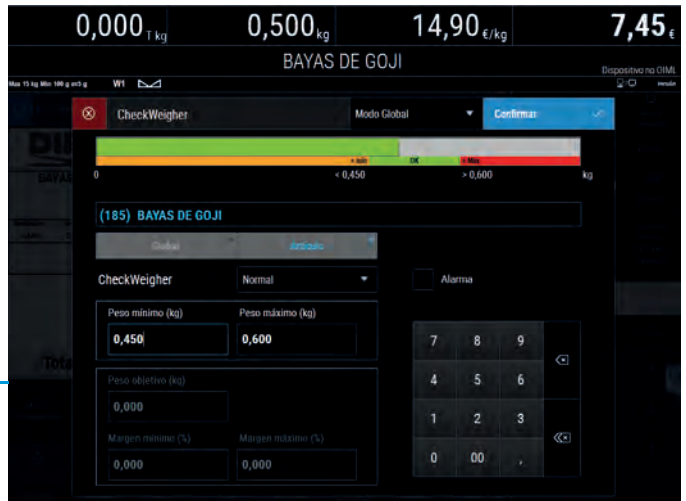 0,000 T kg 0,500 kg 14,90 €/kg 7,45 €
BAYAS DE GOJI
Dispositivo no OIML
Max 15 kg Min 100 g e=5 g W1
CheckWeigher Modo Global Confirmar
< Min OK > Max
0 < 0,450 > 0,600 kg
(185) BAYAS DE GOJI
Global Artículo
CheckWeigher Normal Alarma
Peso mínimo (kg) Peso máximo (kg)
0,450 0,600
7 8 9
Peso objetivo (kg)
4 5 6
0,000
1 2 3
Margen mínimo (%) Margen máximo (%)
0,000 0,000
0 00 ,